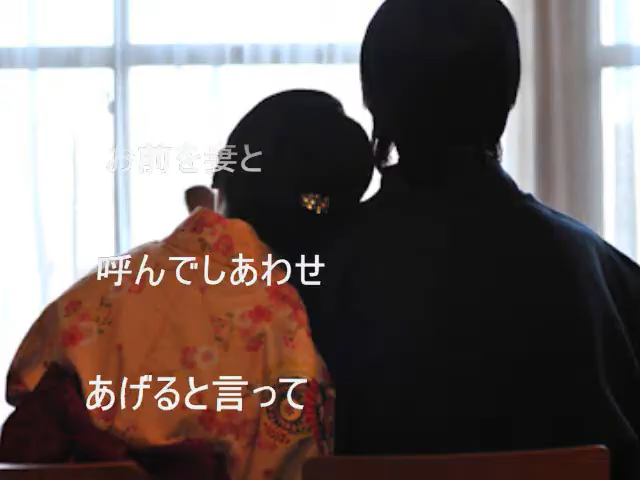 お前を妻と
呼んでしあわせ
あげると言って